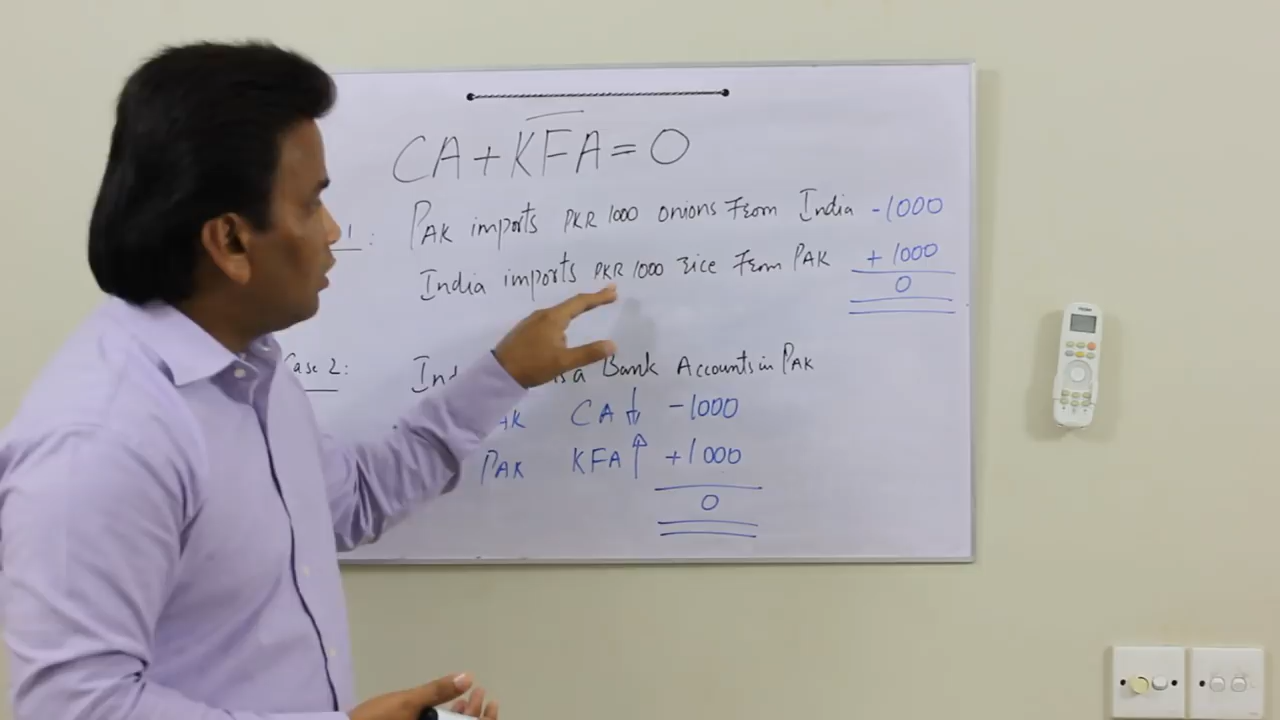 CA + KFA = 0
1 : PAK imports PKR 1000 onions From India -1000
India imports PKR 1000 rice From PAK + 1000
0
Case 2: a Bank Accounts in PAK
CA ↓ -1000
PAK KFA ↑ +1000
0